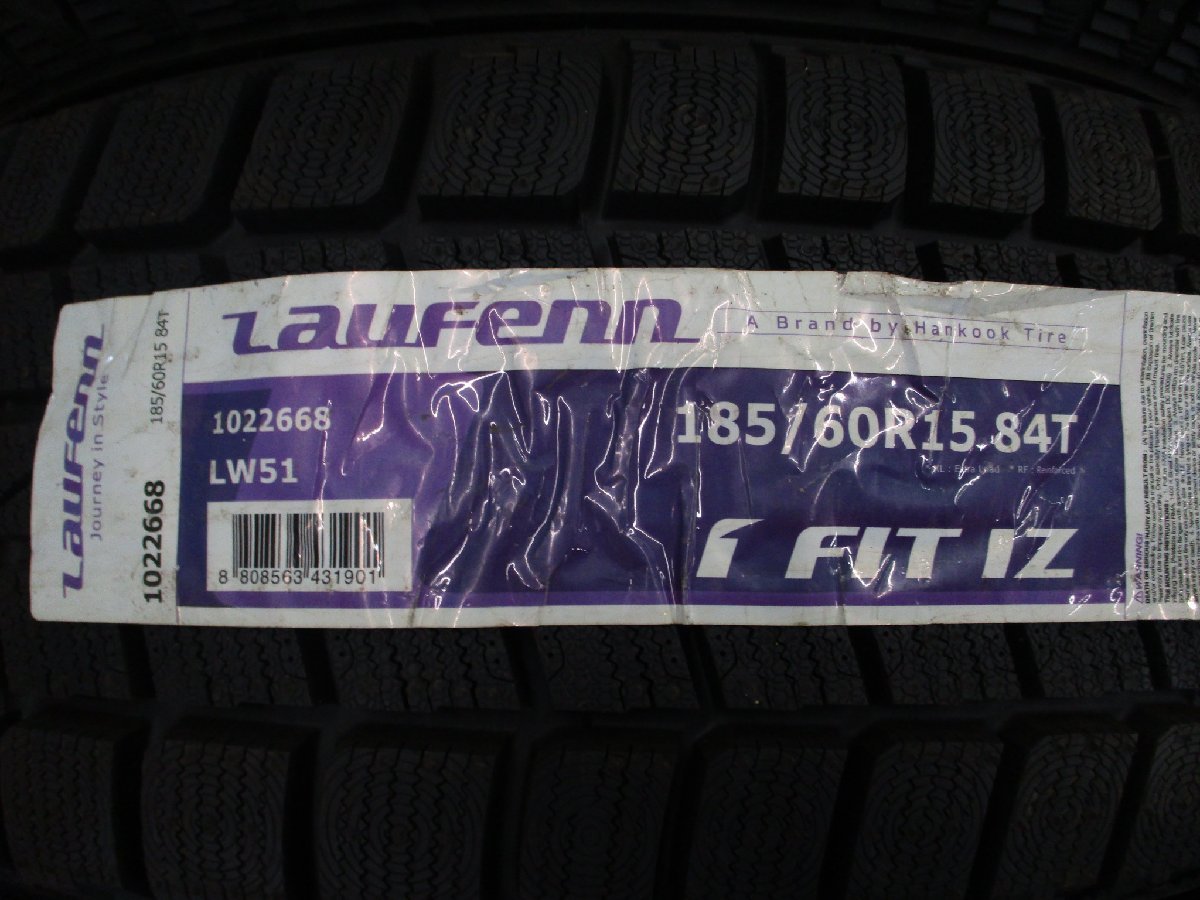 Laufenn
Journey in Style
1022668
185/60R15 84T
Laufenn
A Brand by Hankook Tire
1022668
LW51
8 808563 431901
185/60R15 84T
* XL : Extra Load * RF : Reinforced
i FIT IZ
WARNING!